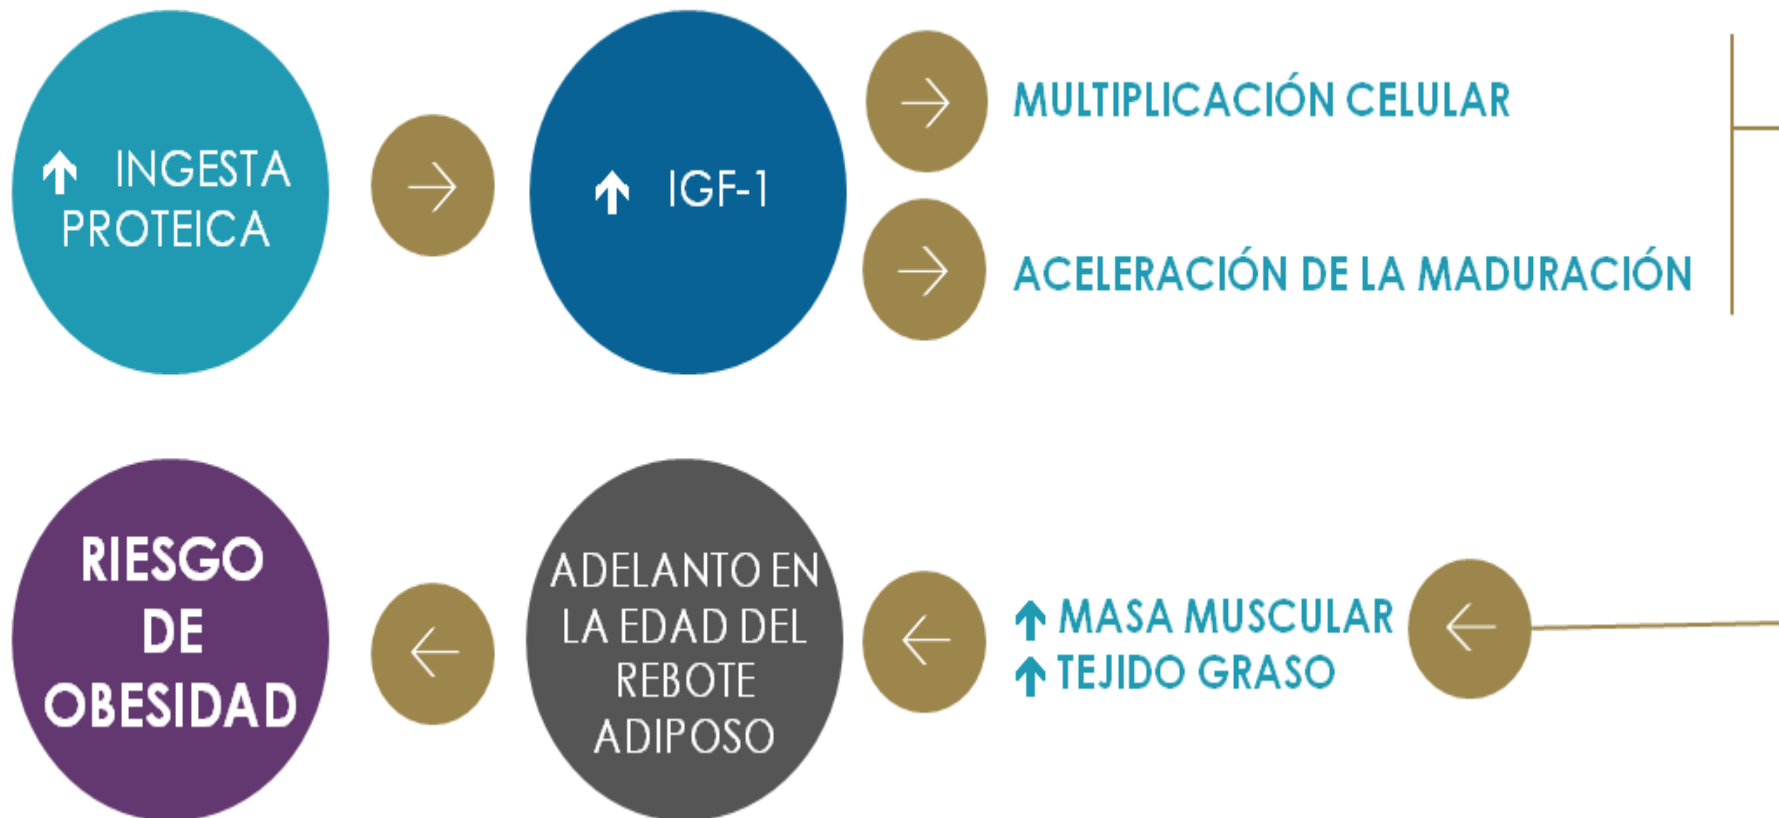 ↑ INGESTA
PROTEICA
↑ IGF-1
MULTIPLICACIÓN CELULAR
ACELERACIÓN DE LA MADURACIÓN
RIESGO
DE
OBESIDAD
ADELANTO EN
LA EDAD DEL
REBOTE
ADIPOSO
↑ MASA MUSCULAR
↑ TEJIDO GRASO